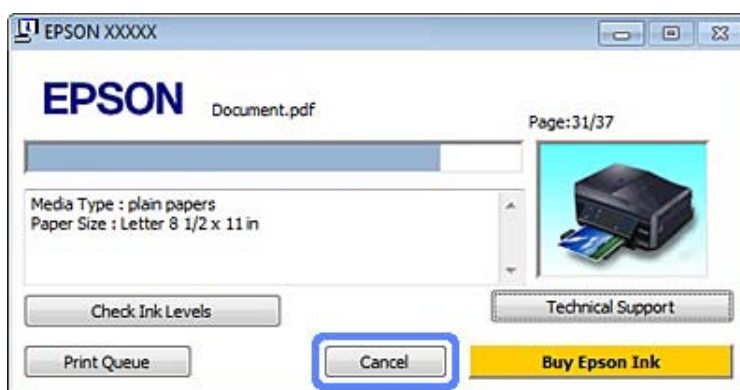 EPSON XXXXX
EPSON Document.pdf
Page:31/37
Media Type : plain papers
Paper Size : Letter 8 1/2 x 11 in
Check Ink Levels
Technical Support
Print Queue
Cancel
Buy Epson Ink